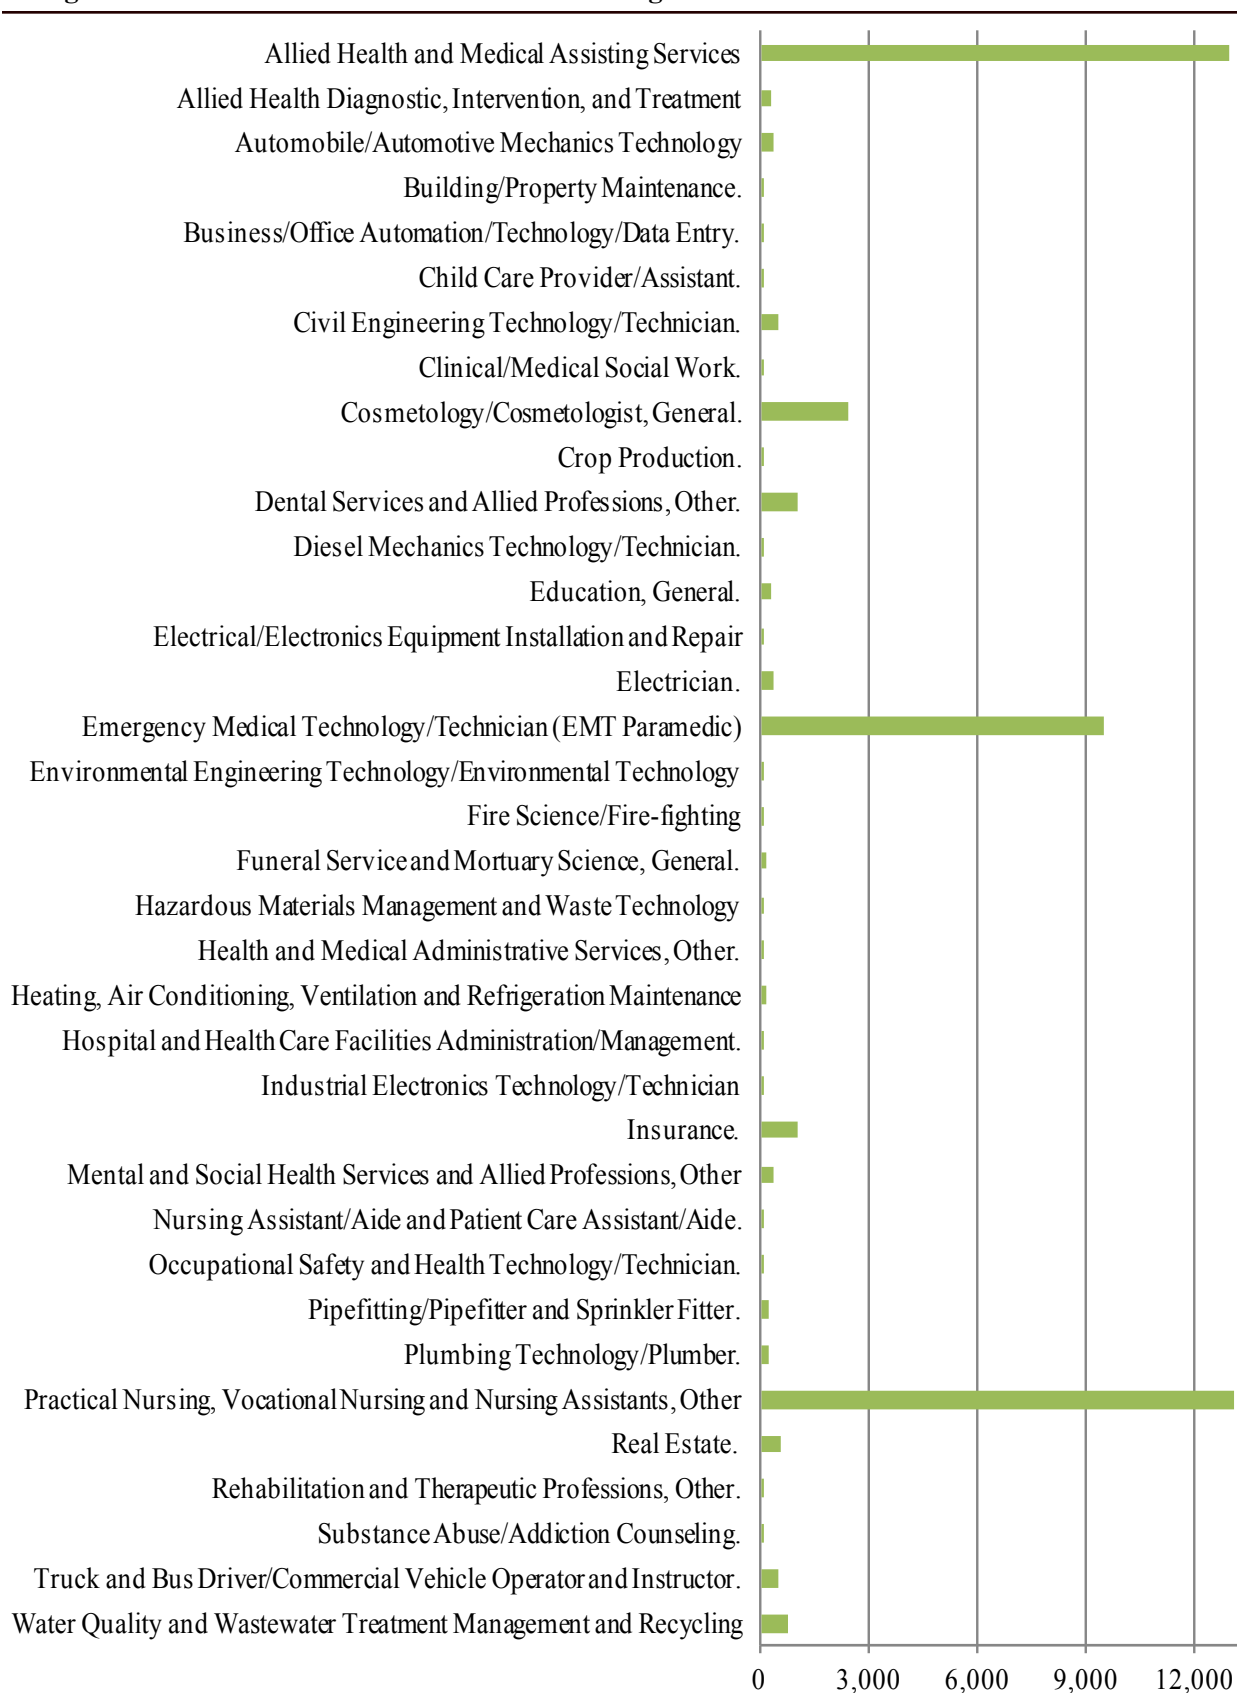 Allied Health and Medical Assisting Services
Allied Health Diagnostic, Intervention, and Treatment
Automobile/Automotive Mechanics Technology
Building/Property Maintenance.
Business/Office Automation/Technology/Data Entry.
Child Care Provider/Assistant.
Civil Engineering Technology/Technician.
Clinical/Medical Social Work.
Cosmetology/Cosmetologist, General.
Crop Production.
Dental Services and Allied Professions, Other.
Diesel Mechanics Technology/Technician.
Education, General.
Electrical/Electronics Equipment Installation and Repair
Electrician.
Emergency Medical Technology/Technician (EMT Paramedic)
Environmental Engineering Technology/Environmental Technology
Fire Science/Fire-fighting
Funeral Service and Mortuary Science, General.
Hazardous Materials Management and Waste Technology
Health and Medical Administrative Services, Other.
Heating, Air Conditioning, Ventilation and Refrigeration Maintenance
Hospital and Health Care Facilities Administration/Management.
Industrial Electronics Technology/Technician
Insurance.
Mental and Social Health Services and Allied Professions, Other
Nursing Assistant/Aide and Patient Care Assistant/Aide.
Occupational Safety and Health Technology/Technician.
Pipefitting/Pipefitter and Sprinkler Fitter.
Plumbing Technology/Plumber.
Practical Nursing, Vocational Nursing and Nursing Assistants, Other
Real Estate.
Rehabilitation and Therapeutic Professions, Other.
Substance Abuse/Addiction Counseling.
Truck and Bus Driver/Commercial Vehicle Operator and Instructor.
Water Quality and Wastewater Treatment Management and Recycling
0 3,000 6,000 9,000 12,000